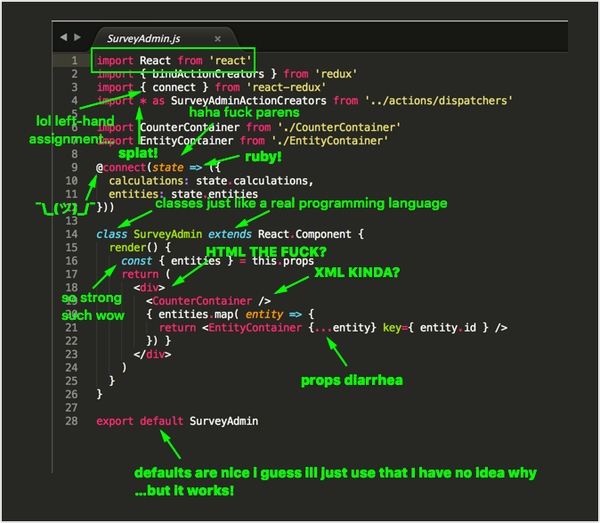 SurveyAdmin.js
1 import React from 'react'
2 import { bindActionCreators } from 'redux'
3 import { connect } from 'react-redux'
4 import * as SurveyAdminActionCreators from '../actions/dispatchers'
lol left-hand
assignment...
haha fuck parens
6 import CounterContainer from './CounterContainer'
7 import EntityContainer from './EntityContainer'
8
splat!
ruby!
9 @connect(state => ({
10 calculations: state.calculations,
11 entities: state.entities
¯\_(ツ)_/¯
12 }))
classes just like a real programming language
13
14 class SurveyAdmin extends React.Component {
15 render() {
HTML THE FUCK?
16 const { entities } = this.props
17 return (
XML KINDA?
18 <div>
so strong
such wow
19 <CounterContainer />
20 { entities.map( entity => {
21 return <EntityContainer {...entity} key={ entity.id } />
22 }) }
23 </div>
24 )
props diarrhea
25 }
26 }
27
28 export default SurveyAdmin
defaults are nice i guess ill just use that I have no idea why
...but it works!